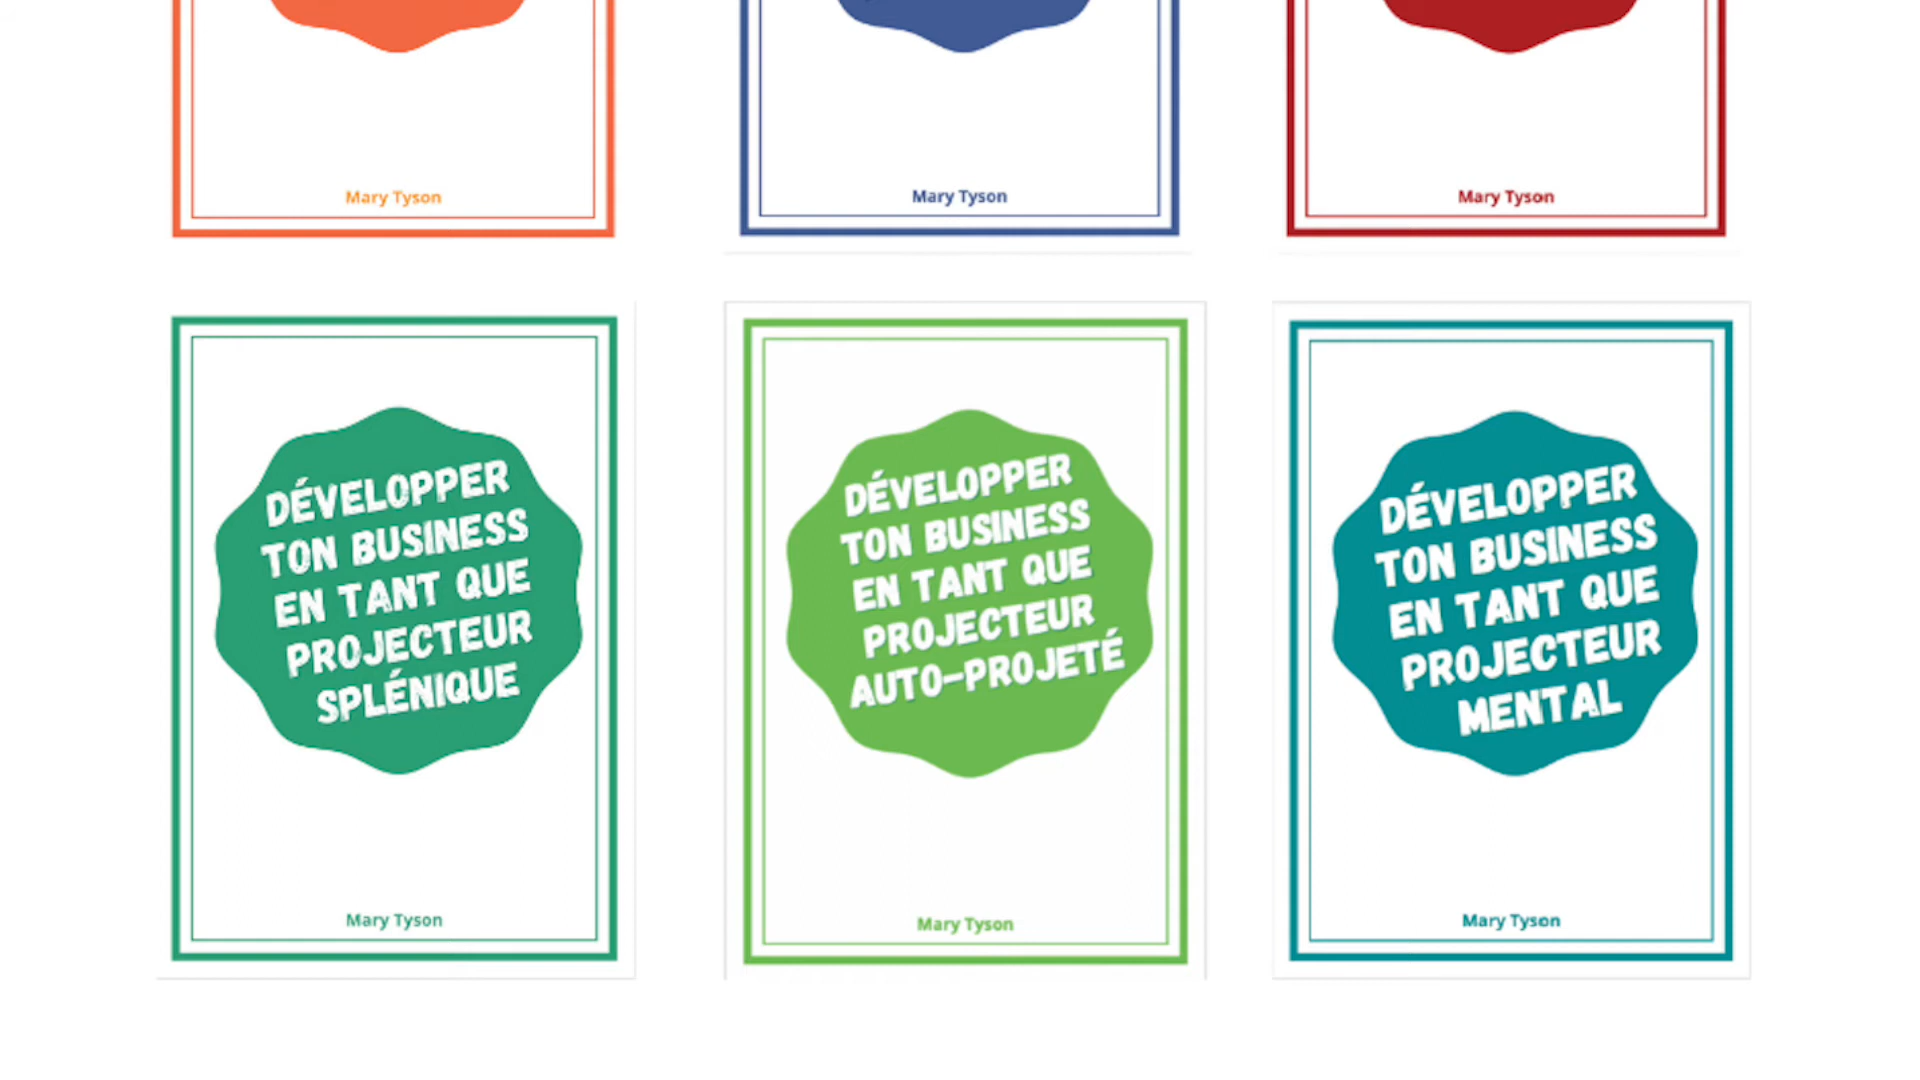 Mary Tyson
Mary Tyson
Mary Tyson
DÉVELOPPER
TON BUSINESS
EN TANT QUE
PROJECTEUR
SPLÉNIQUE
Mary Tyson
DÉVELOPPER
TON BUSINESS
EN TANT QUE
PROJECTEUR
AUTO-PROJETÉ
Mary Tyson
DÉVELOPPER
TON BUSINESS
EN TANT QUE
PROJECTEUR
MENTAL
Mary Tyson